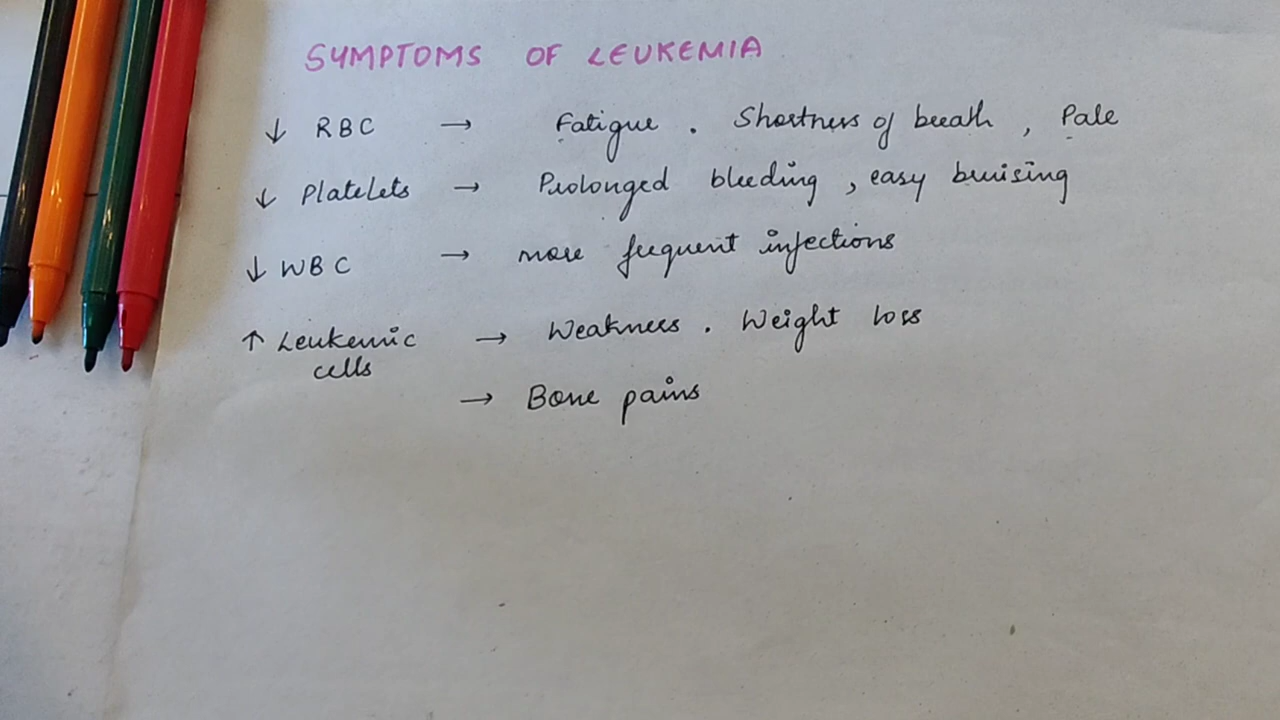 SYMPTOMS OF LEUKEMIA
↓ RBC → Fatigue. Shortness of breath, Pale
↓ Platelets → Prolonged bleeding, easy bruising
↓ WBC → more frequent infections
↑ Leukemic cells → Weakness. Weight loss
→ Bone pains